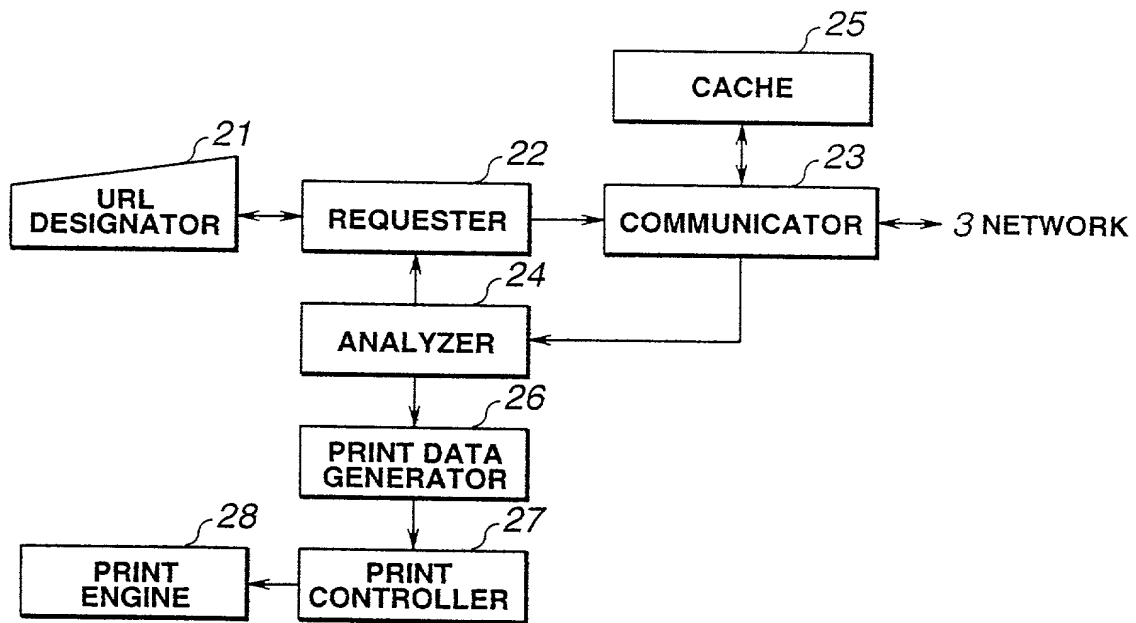 25
CACHE
21
22
23
URL
DESIGNATOR
REQUESTER
COMMUNICATOR
3 NETWORK
24
ANALYZER
26
PRINT DATA
GENERATOR
28
27
PRINT
ENGINE
PRINT
CONTROLLER